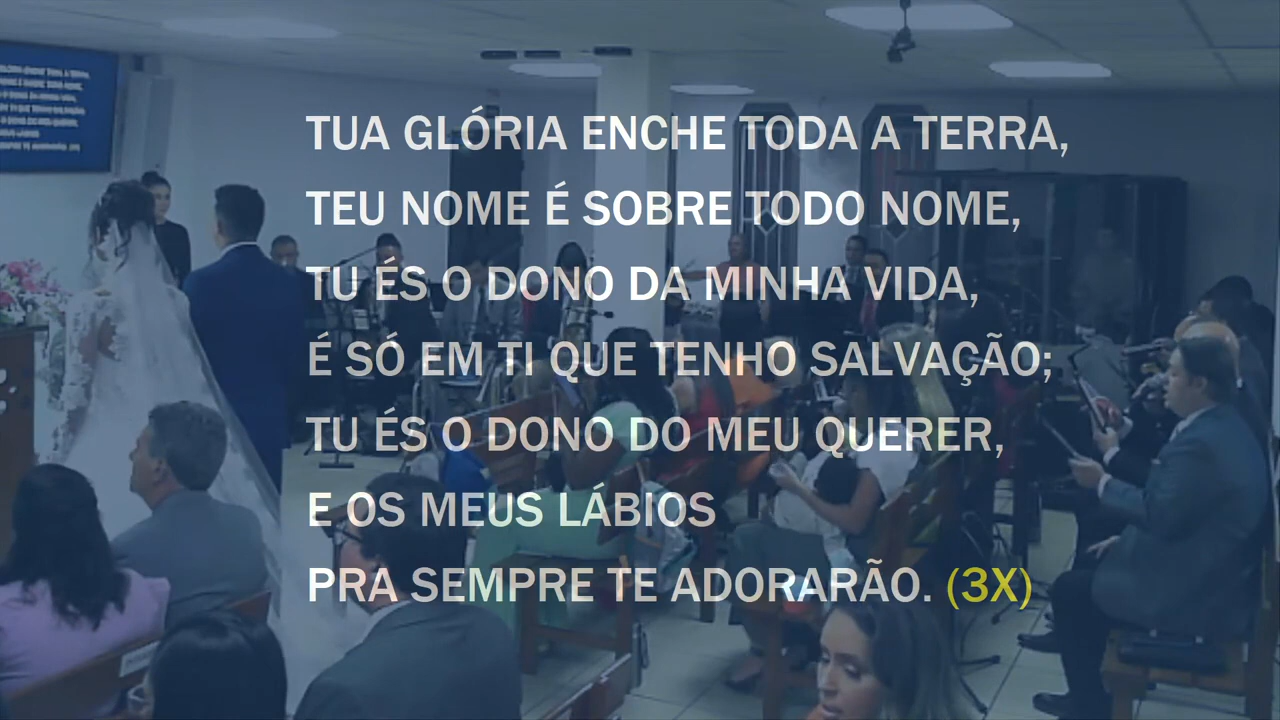 TUA GLÓRIA ENCHE TODA A TERRA,
TEU NOME É SOBRE TODO NOME,
TU ÉS O DONO DA MINHA VIDA,
É SÓ EM TI QUE TENHO SALVAÇÃO;
TU ÉS O DONO DO MEU QUERER,
E OS MEUS LÁBIOS
PRA SEMPRE TE ADORARÃO. (3X)